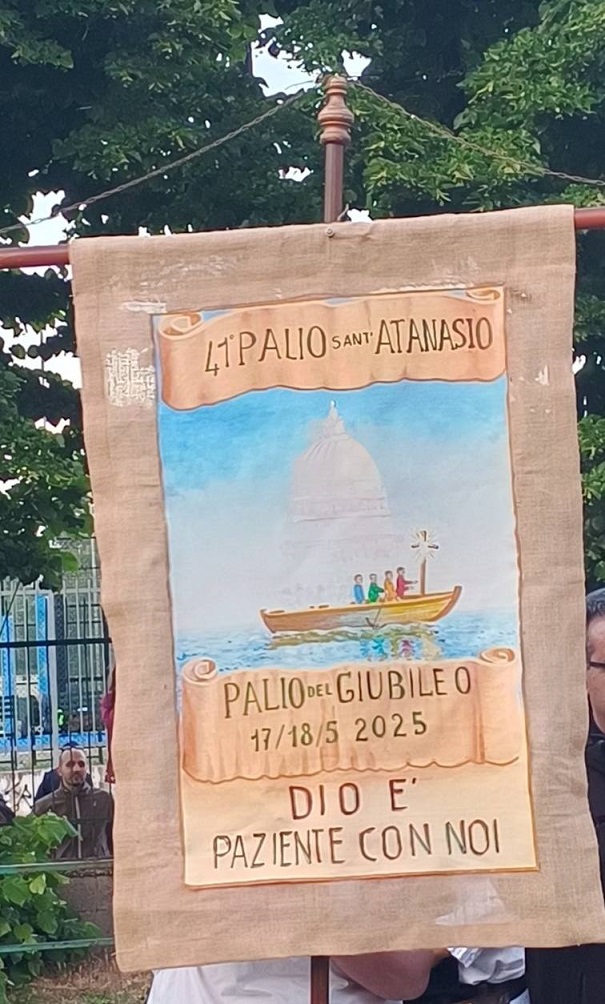 41° PALIO SANT' ATANASIO
PALIO DEL GIUBILEO
17/18/5 2025
DIO E'
PAZIENTE CON NOI